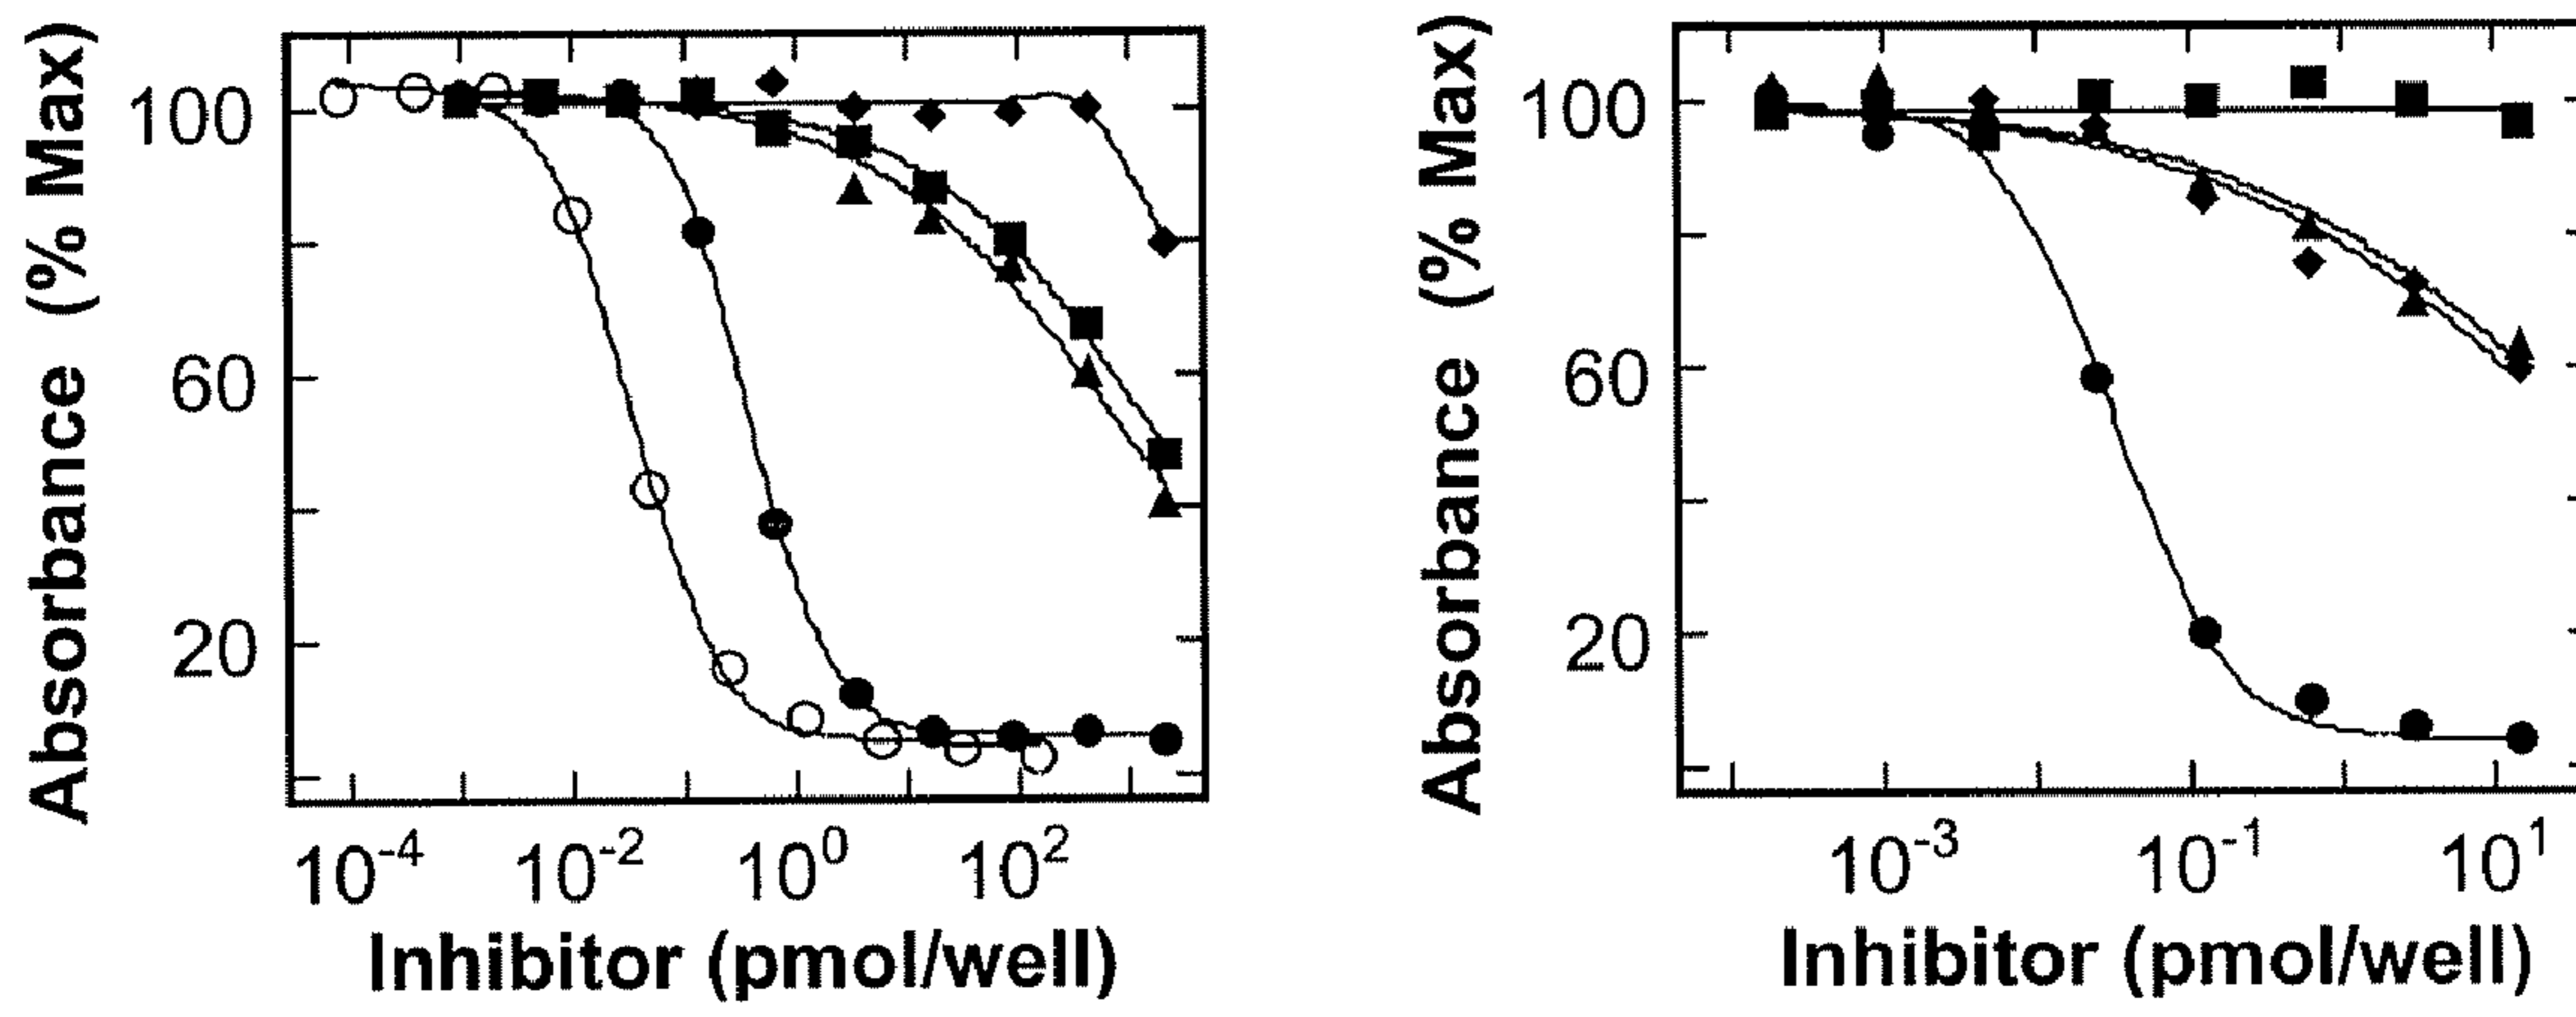 Absorbance (% Max)
100
60
20
10⁻⁴ 10⁻² 10⁰ 10²
Inhibitor (pmol/well)
Absorbance (% Max)
100
60
20
10⁻³ 10⁻¹ 10¹
Inhibitor (pmol/well)